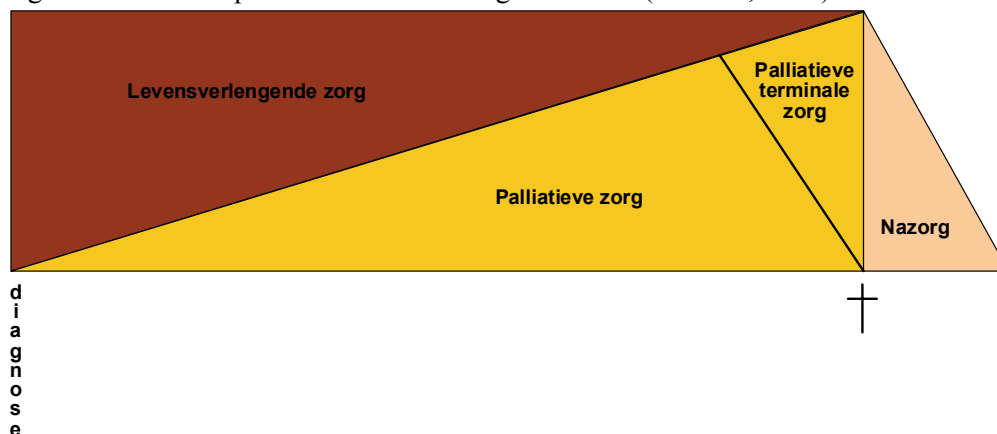 Levensverlengende zorg
Palliatieve
terminale
zorg
Palliatieve zorg
Nazorg
d
i
a
g
n
o
s
e